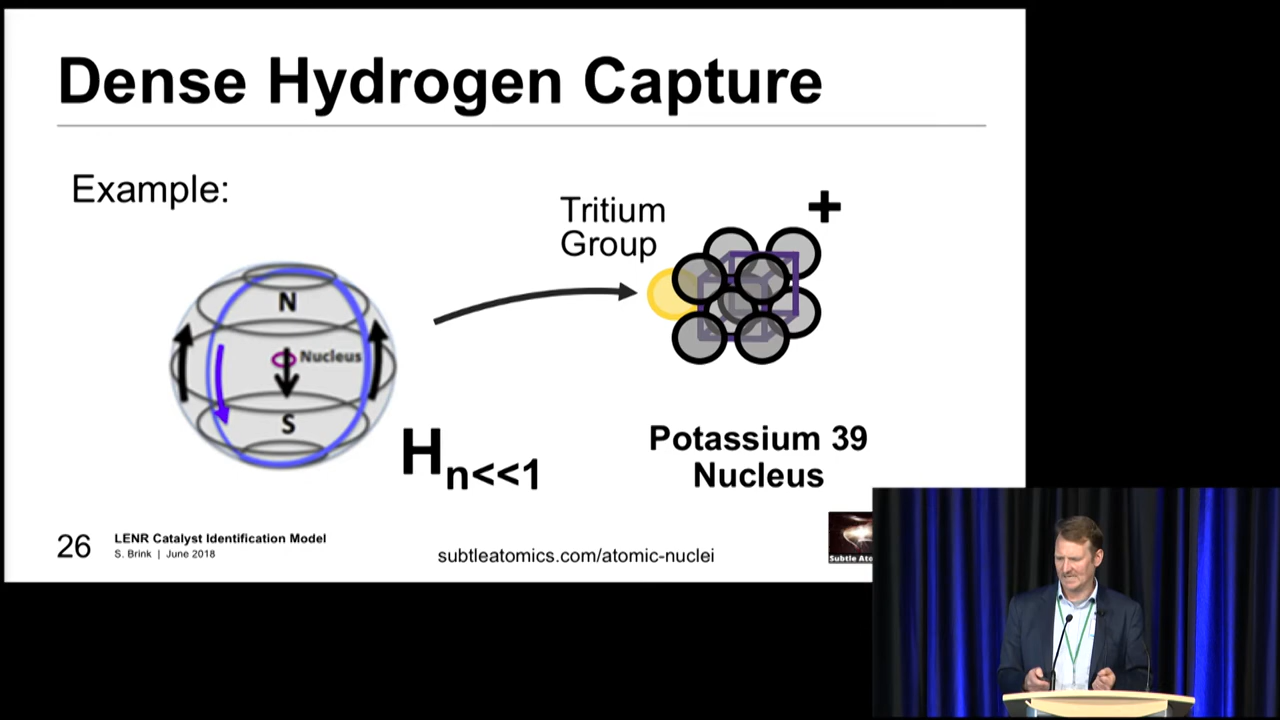 Dense Hydrogen Capture
Example:
Tritium
Group
+
N
Nucleus
S
H n<<1
Potassium 39
Nucleus
26
LENR Catalyst Identification Model
S. Brink | June 2018
subtleatomics.com/atomic-nuclei
Subtle